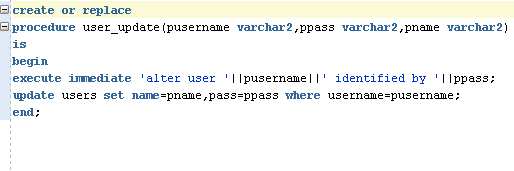 create or replace
procedure user_update(pusername varchar2,ppass varchar2,pname varchar2)
is
begin
execute immediate 'alter user '||pusername||' identified by '||ppass;
update users set name=pname,pass=ppass where username=pusername;
end;